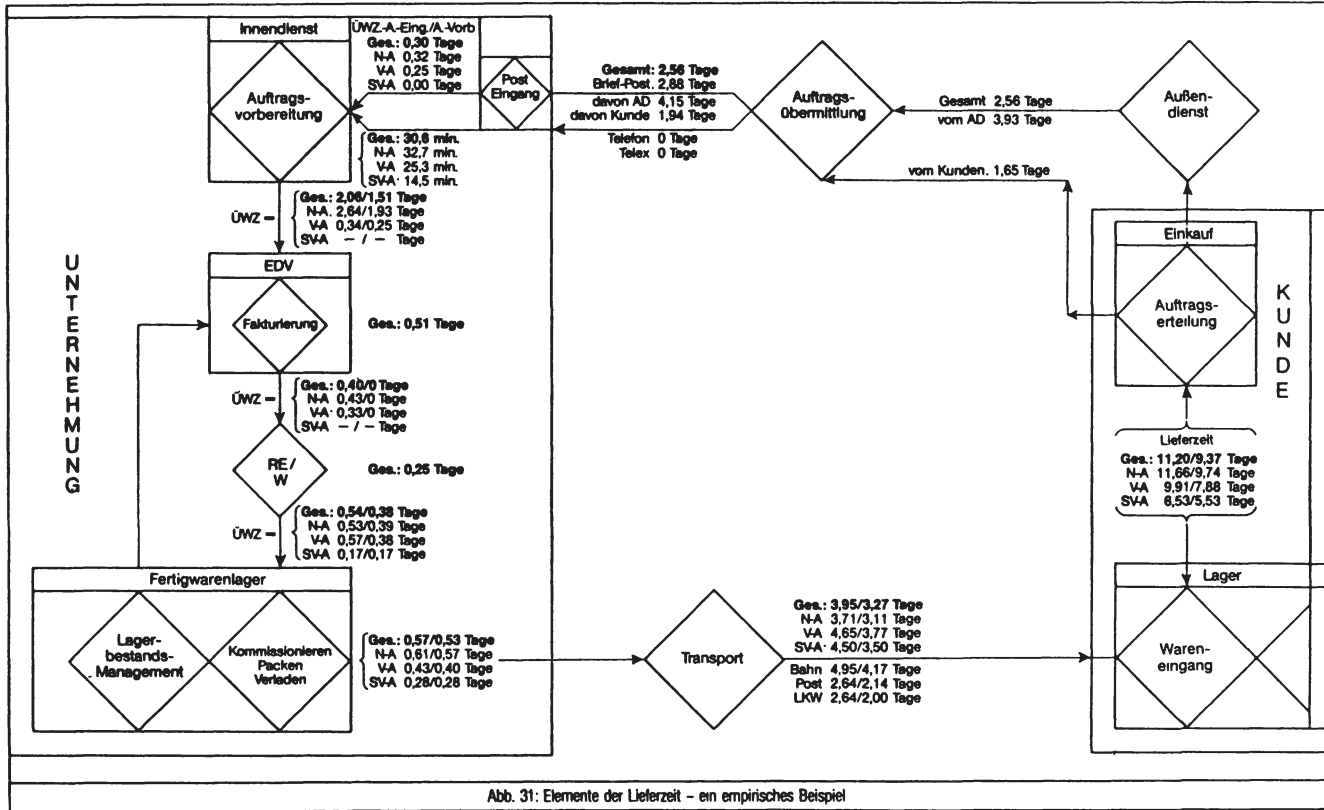 Innendienst
Auftrags-
vorbereitung
ÜWZ-A-Eing./A.-Vorb
Ges.: 0,30 Tage
N-A 0,32 Tage
V-A 0,25 Tage
SV-A 0,00 Tage
Post
Eingang
Gesamt: 2,56 Tage
Brief-Post. 2,88 Tage
davon AD 4,15 Tage
davon Kunde 1,94 Tage
Telefon 0 Tage
Telex 0 Tage
Auftrags-
übermittlung
Gesamt 2,56 Tage
vom AD 3,93 Tage
Außen-
dienst
vom Kunden. 1,65 Tage
Ges.: 30,6 min.
N-A 32,7 min.
V-A 25,3 min.
SV-A· 14,5 min.
ÜWZ =
Ges.: 2,06/1,51 Tage
N-A. 2,64/1,93 Tage
V-A 0,34/0,25 Tage
SV-A — / — Tage
UNTERNEHMUNG
EDV
Fakturierung
Ges.: 0,51 Tage
ÜWZ =
Ges.: 0,40/0 Tage
N-A 0,43/0 Tage
V-A· 0,33/0 Tage
SV-A — / — Tage
RE /
W
Ges.: 0,25 Tage
ÜWZ =
Ges.: 0,54/0,38 Tage
N-A 0,53/0,39 Tage
V-A 0,57/0,38 Tage
SV-A 0,17/0,17 Tage
Fertigwarenlager
Lager-
bestands-
Management
Kommissionieren
Packen
Verladen
Ges.: 0,57/0,53 Tage
N-A 0,61/0,57 Tage
V-A 0,43/0,40 Tage
SV-A 0,28/0,28 Tage
Transport
Ges.: 3,95/3,27 Tage
N-A 3,71/3,11 Tage
V-A 4,65/3,77 Tage
SV-A· 4,50/3,50 Tage
Bahn 4,95/4,17 Tage
Post 2,64/2,14 Tage
LKW 2,64/2,00 Tage
Einkauf
Auftrags-
erteilung
KUNDE
Lieferzeit
Ges.: 11,20/9,37 Tage
N-A 11,66/9,74 Tage
V-A 9,91/7,88 Tage
SV-A 6,53/5,53 Tage
Lager
Waren-
eingang
Abb. 31: Elemente der Lieferzeit – ein empirisches Beispiel